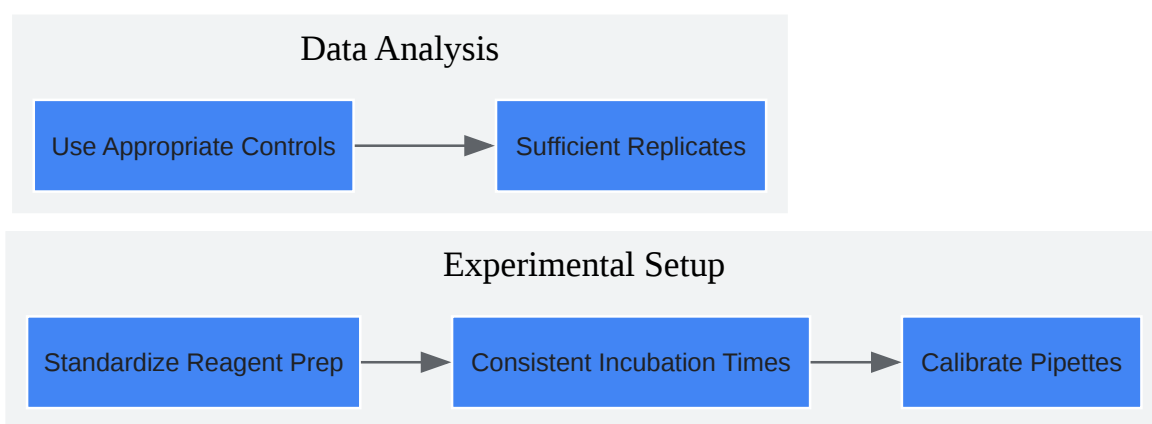 Data Analysis
Use Appropriate Controls
Sufficient Replicates
Experimental Setup
Standardize Reagent Prep
Consistent Incubation Times
Calibrate Pipettes